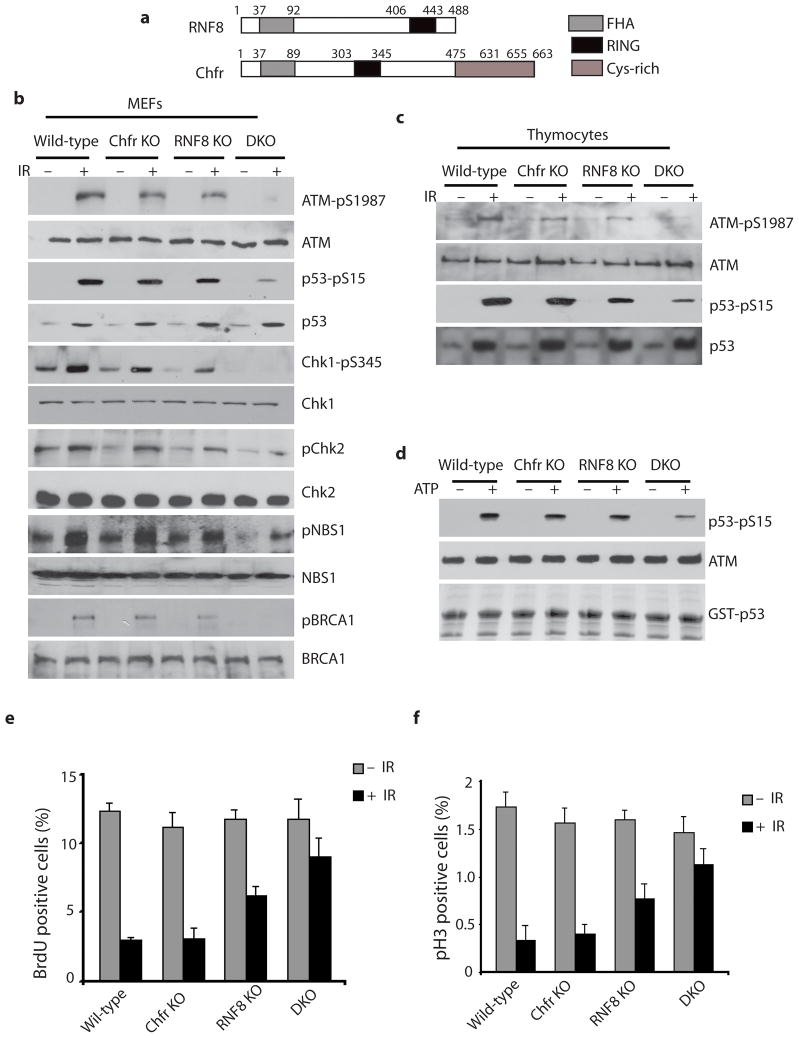 a
1 37 92 406 443 488
RNF8
1 37 89 303 345 475 631 655 663
Chfr
FHA
RING
Cys-rich
b
MEFs
Wild-type Chfr KO RNF8 KO DKO
IR – + – + – + – +
ATM-pS1987
ATM
p53-pS15
p53
Chk1-pS345
Chk1
pChk2
Chk2
pNBS1
NBS1
pBRCA1
BRCA1
c
Thymocytes
Wild-type Chfr KO RNF8 KO DKO
IR – + – + – + – +
ATM-pS1987
ATM
p53-pS15
p53
d
Wild-type Chfr KO RNF8 KO DKO
ATP – + – + – + – +
p53-pS15
ATM
GST-p53
e
BrdU positive cells (%)
15
10
5
0
– IR
+ IR
Wil-type Chfr KO RNF8 KO DKO
f
pH3 positive cells (%)
2
1.5
1.0
0.5
0
– IR
+ IR
Wild-type Chfr KO RNF8 KO DKO